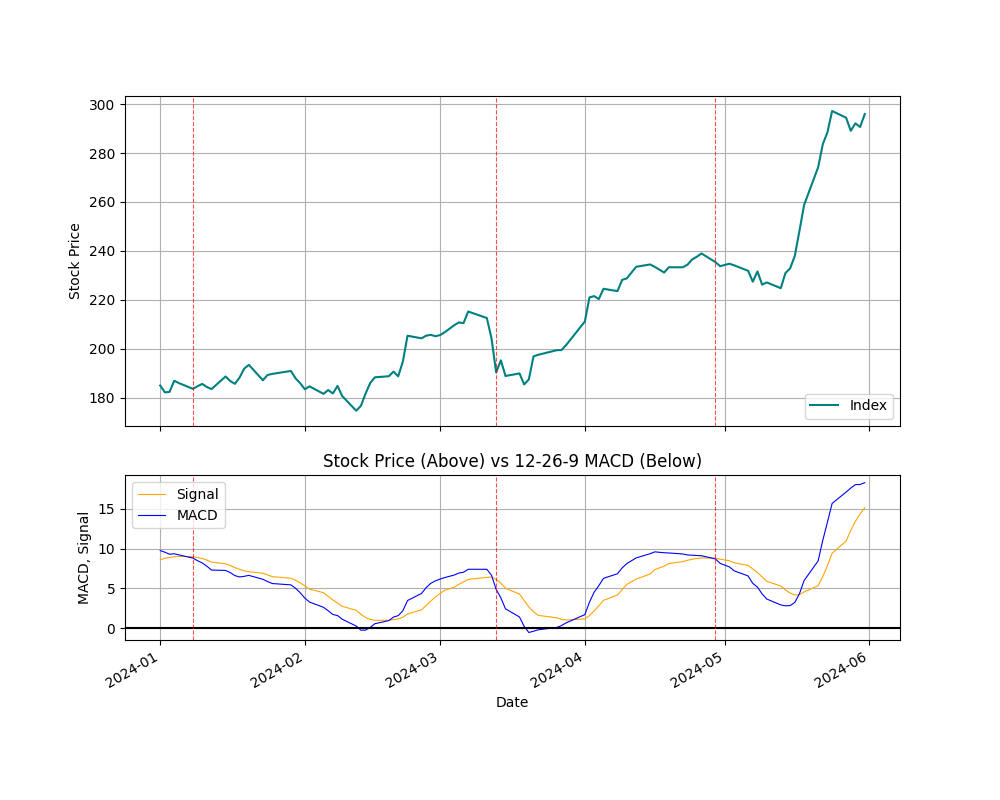 300
280
260
240
220
200
180
Stock Price
Index
Stock Price (Above) vs 12-26-9 MACD (Below)
Signal
MACD
15
10
5
0
MACD, Signal
2024-01
2024-02
2024-03
2024-04
2024-05
2024-06
Date